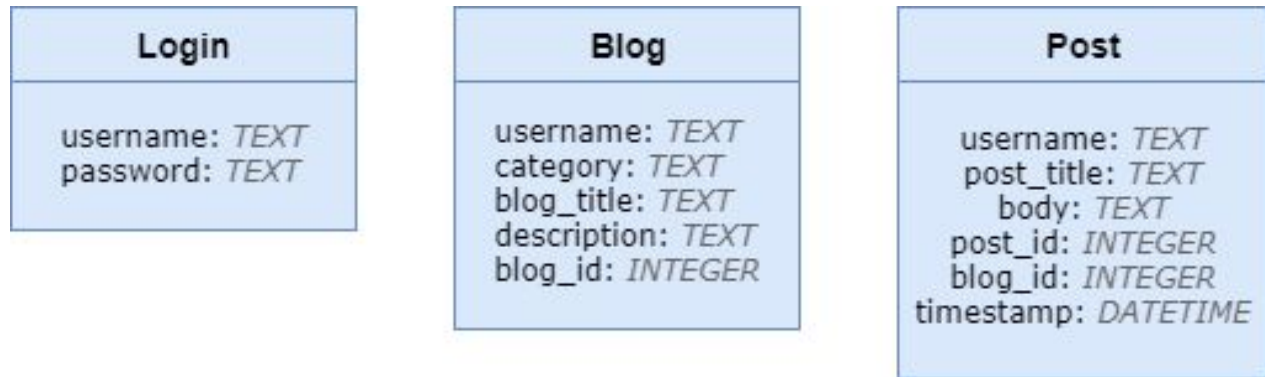 Login
username: TEXT
password: TEXT
Blog
username: TEXT
category: TEXT
blog_title: TEXT
description: TEXT
blog_id: INTEGER
Post
username: TEXT
post_title: TEXT
body: TEXT
post_id: INTEGER
blog_id: INTEGER
timestamp: DATETIME